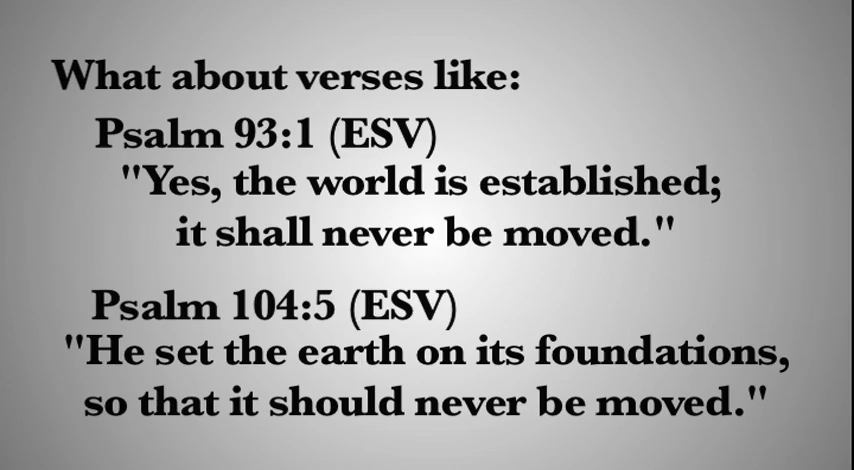 What about verses like:
Psalm 93:1 (ESV)
"Yes, the world is established;
it shall never be moved."
Psalm 104:5 (ESV)
"He set the earth on its foundations,
so that it should never be moved."